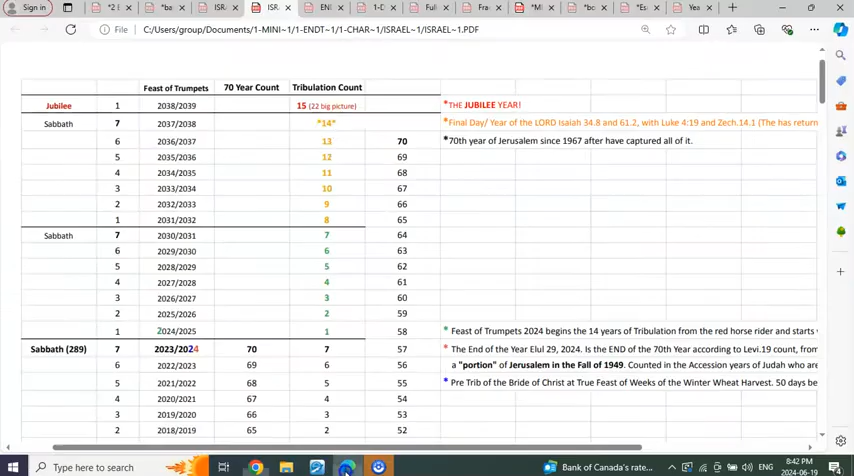 Sign in
*2 E
*ba
ISRA
ISR
ENI
1-D
Full
Fra
*MI
*bo
*Es
Yea
File C:/Users/group/Documents/1-MINI~1/1-ENDT~1/1-CHAR~1/ISRAEL~1/ISRAEL~1.PDF
Feast of Trumpets 70 Year Count Tribulation Count
Jubilee 1 2038/2039 15 (22 big picture) *THE JUBILEE YEAR!
Sabbath 7 2037/2038 *14* *Final Day/ Year of the LORD Isaiah 34.8 and 61.2, with Luke 4:19 and Zech.14.1 (The has return
6 2036/2037 13 70 *70th year of Jerusalem since 1967 after have captured all of it.
5 2035/2036 12 69
4 2034/2035 11 68
3 2033/2034 10 67
2 2032/2033 9 66
1 2031/2032 8 65
Sabbath 7 2030/2031 7 64
6 2029/2030 6 63
5 2028/2029 5 62
4 2027/2028 4 61
3 2026/2027 3 60
2 2025/2026 2 59
1 2024/2025 1 58 * Feast of Trumpets 2024 begins the 14 years of Tribulation from the red horse rider and starts
Sabbath (289) 7 2023/2024 70 7 57 * The End of the Year Elul 29, 2024. Is the END of the 70th Year according to Levi.19 count, from
6 2022/2023 69 6 56 a "portion" of Jerusalem in the Fall of 1949. Counted in the Accession years of Judah who are
5 2021/2022 68 5 55 * Pre Trib of the Bride of Christ at True Feast of Weeks of the Winter Wheat Harvest. 50 days be
4 2020/2021 67 4 54
3 2019/2020 66 3 53
2 2018/2019 65 2 52
Type here to search
Bank of Canada's rate...
ENG
8:42 PM
2024-06-19